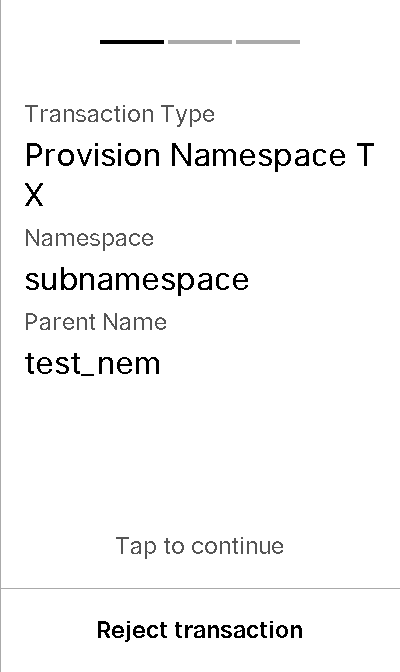 Transaction Type
Provision Namespace T
X
Namespace
subnamespace
Parent Name
test_nem
Tap to continue
Reject transaction